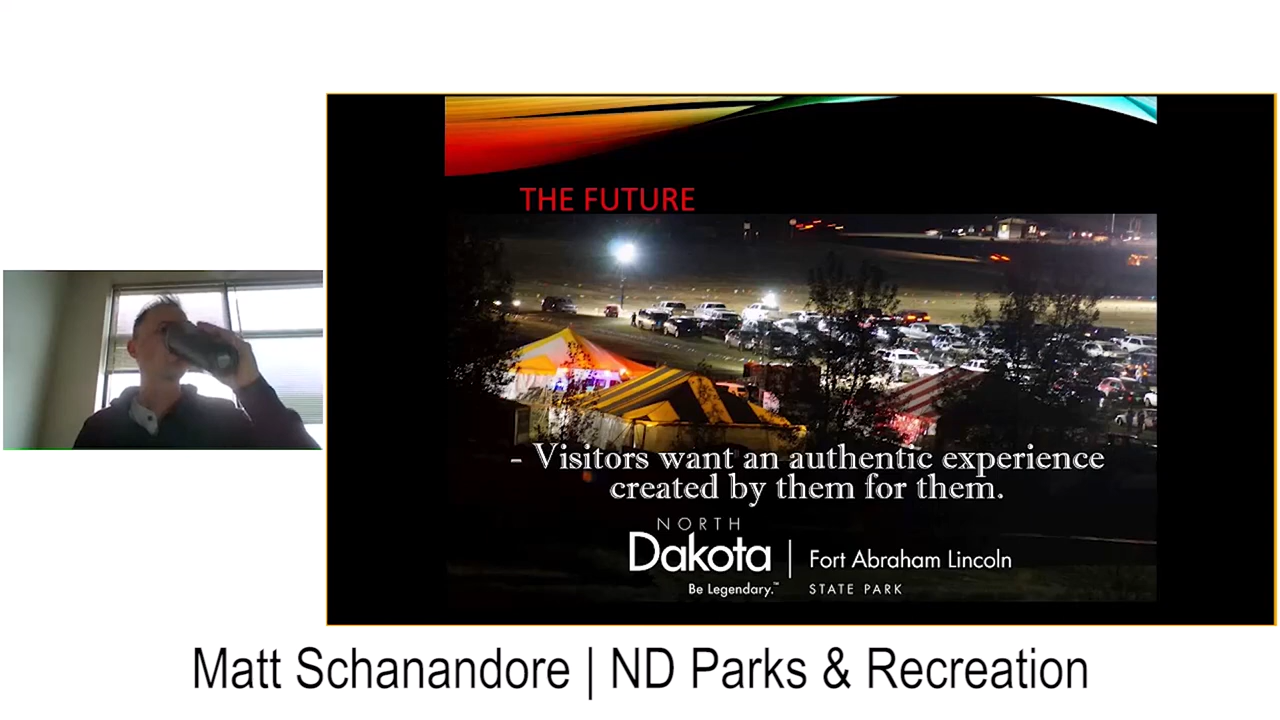 THE FUTURE
- Visitors want an authentic experience
created by them for them.
NORTH
Dakota | Fort Abraham Lincoln
Be Legendary.™ STATE PARK
Matt Schanandore | ND Parks & Recreation